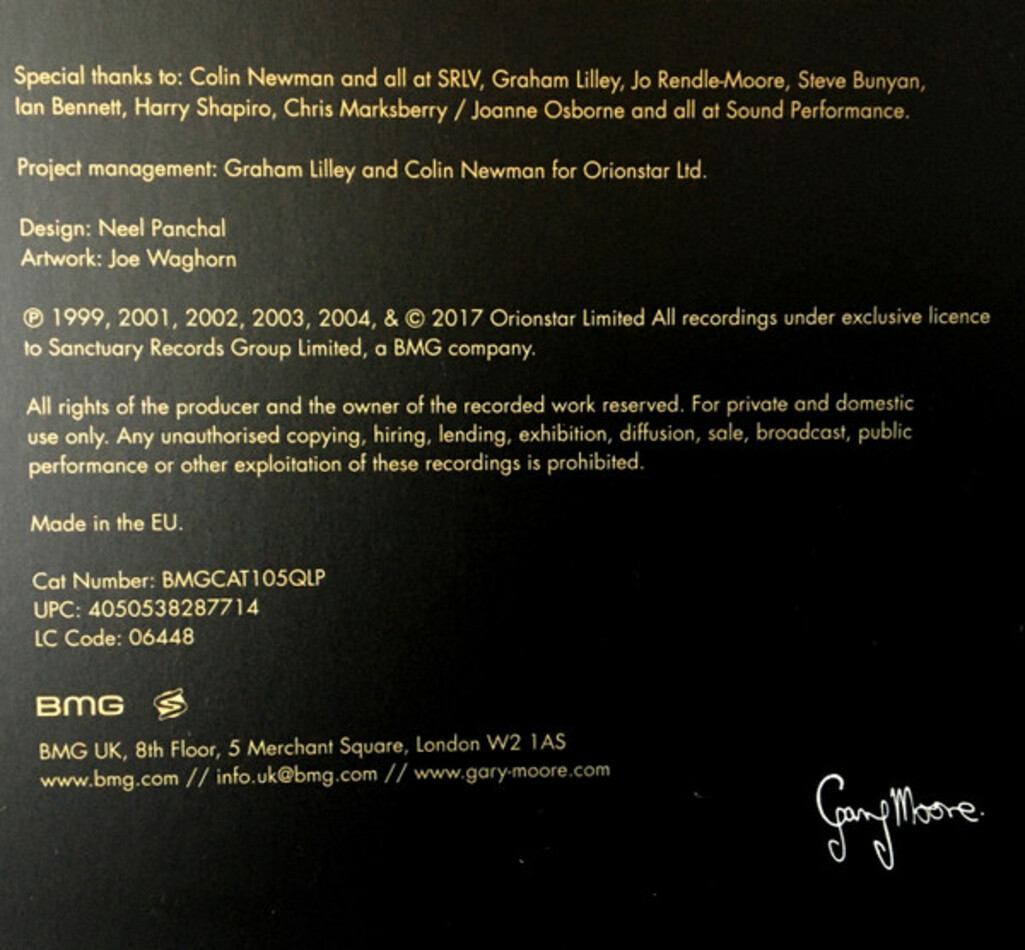 Special thanks to: Colin Newman and all at SRLV, Graham Lilley, Jo Rendle-Moore, Steve Bunyan,
Ian Bennett, Harry Shapiro, Chris Marksberry / Joanne Osborne and all at Sound Performance.
Project management: Graham Lilley and Colin Newman for Orionstar Ltd.
Design: Neel Panchal
Artwork: Joe Waghorn
℗ 1999, 2001, 2002, 2003, 2004, & © 2017 Orionstar Limited All recordings under exclusive licence
to Sanctuary Records Group Limited, a BMG company.
All rights of the producer and the owner of the recorded work reserved. For private and domestic
use only. Any unauthorised copying, hiring, lending, exhibition, diffusion, sale, broadcast, public
performance or other exploitation of these recordings is prohibited.
Made in the EU.
Cat Number: BMGCAT105QLP
UPC: 4050538287714
LC Code: 06448
BMG S
BMG UK, 8th Floor, 5 Merchant Square, London W2 1AS
www.bmg.com // info.uk@bmg.com // www.gary-moore.com
Gary Moore.